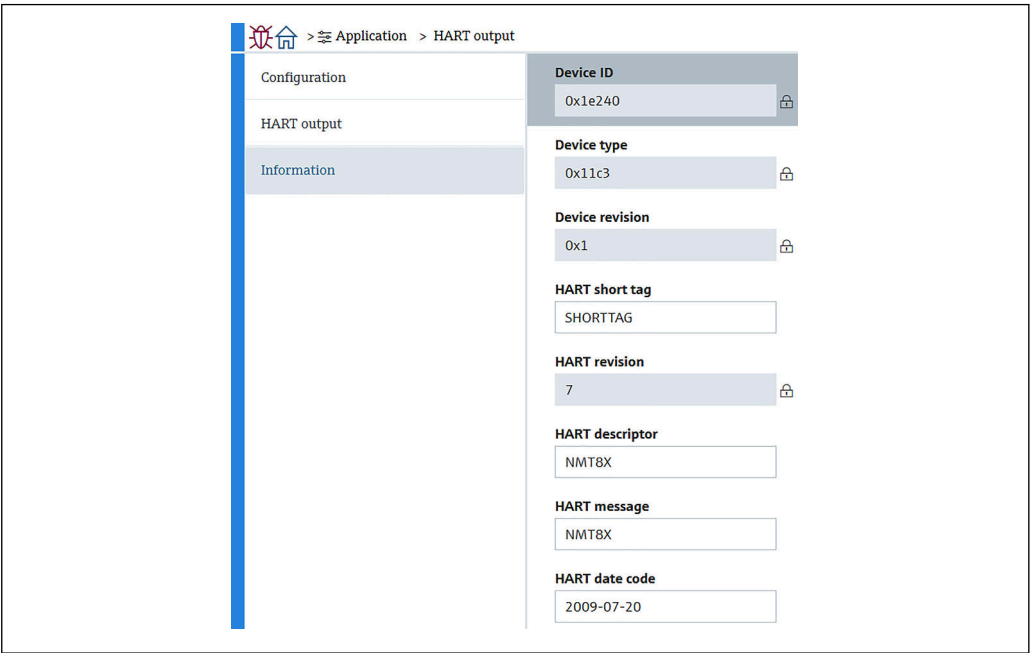 > Application > HART output
Configuration
HART output
Information
Device ID
0x1e240
Device type
0x11c3
Device revision
0x1
HART short tag
SHORTTAG
HART revision
7
HART descriptor
NMT8X
HART message
NMT8X
HART date code
2009-07-20